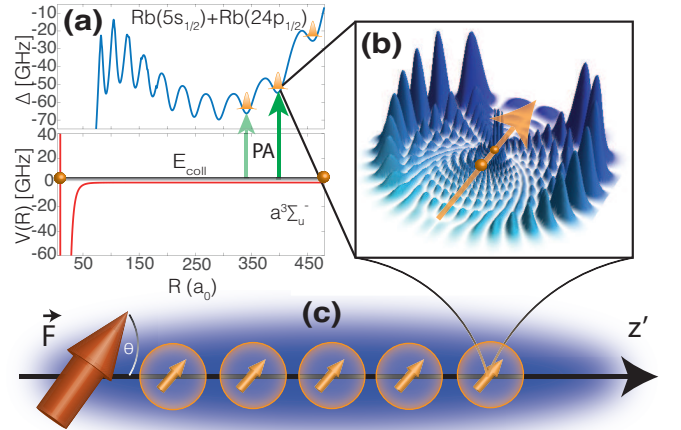 (a)
Rb(5s1/2)+Rb(24p1/2)
-10
-20
-30
-40
-50
-60
-70
Δ [GHz]
40
20
0
-20
-40
-60
V(R) [GHz]
E_coll
PA
a³Σu⁻
50
150
250
350
450
R (a₀)
(b)
(c)
F
θ
z'